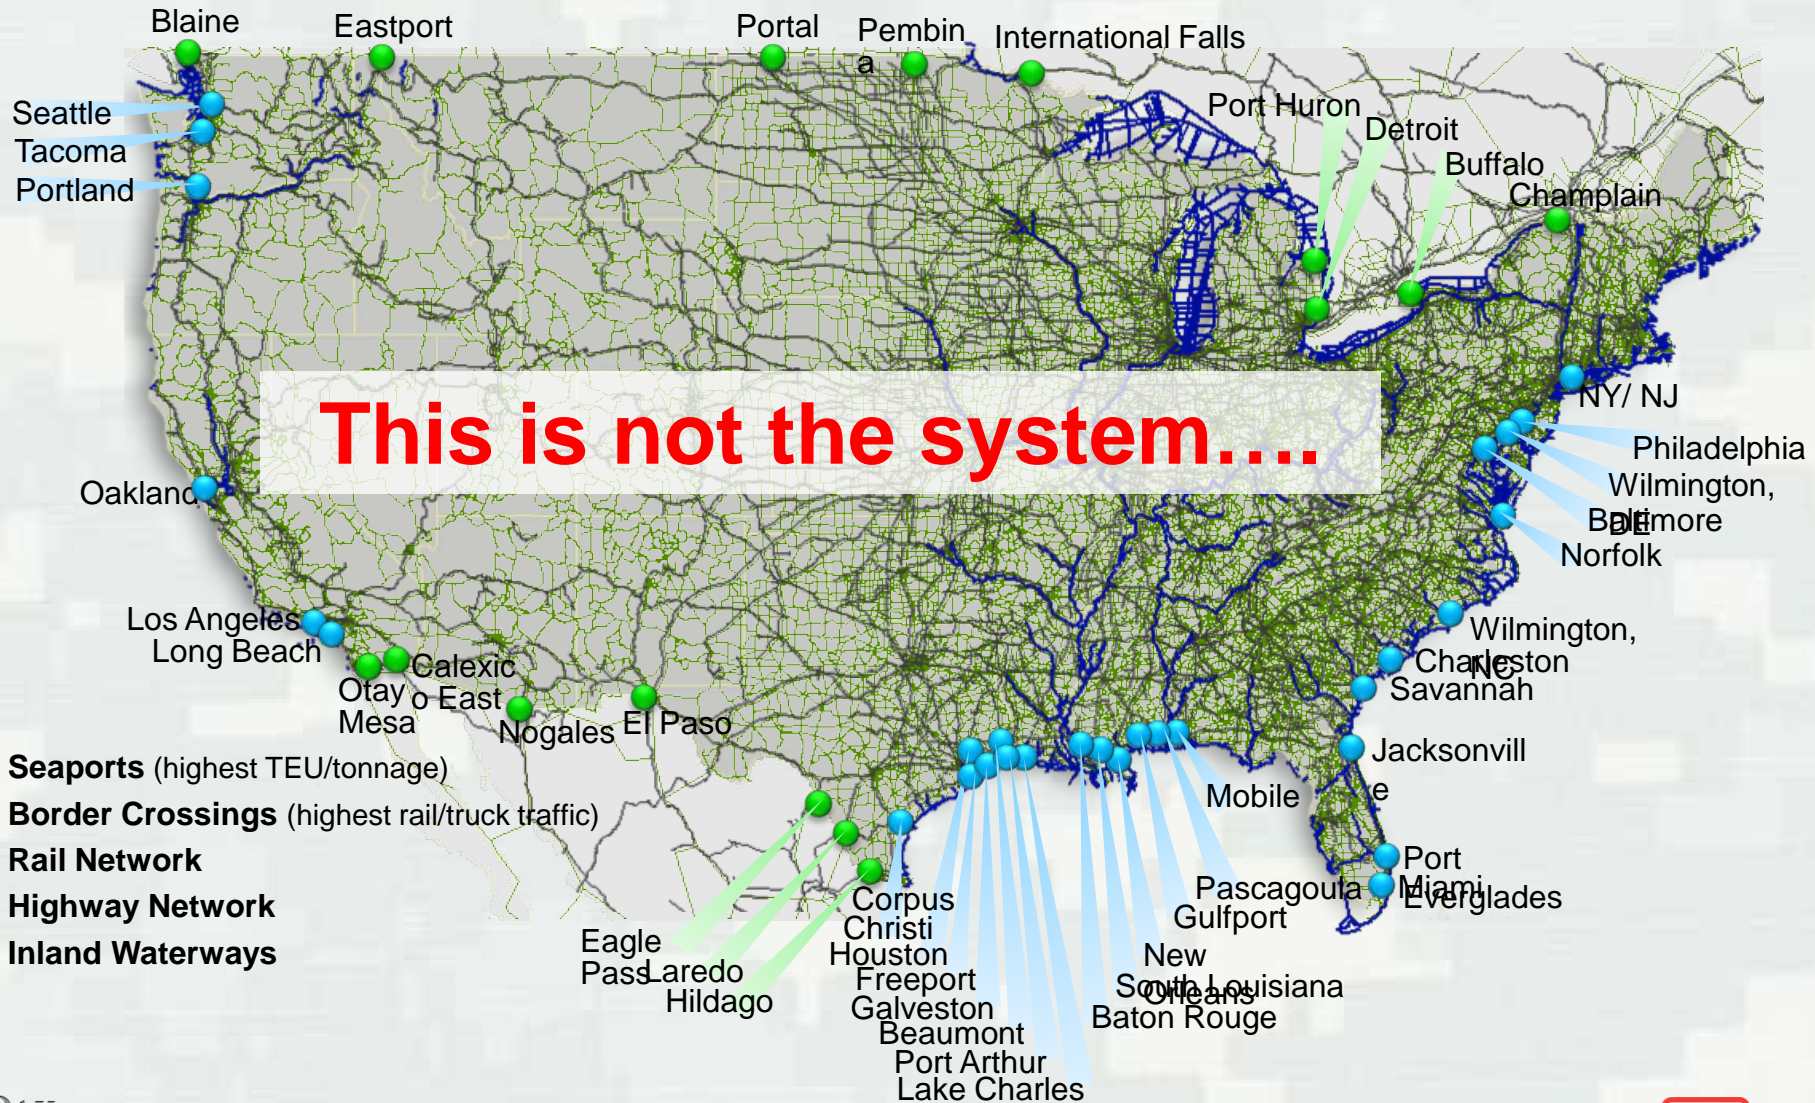 Blaine
Eastport
Portal
Pembin
a
International Falls
Port Huron
Detroit
Buffalo
Champlain
Seattle
Tacoma
Portland
This is not the system….
NY/ NJ
Philadelphia
Wilmington,
DE
Baltimore
Norfolk
Oakland
Los Angeles
Long Beach
Otay
Mesa
Calexic
o East
Nogales
El Paso
Wilmington,
NC
Charleston
Savannah
Jacksonvill
e
Port
Everglades
Miami
Mobile
Pascagoula
Gulfport
New
Orleans
South Louisiana
Baton Rouge
Seaports (highest TEU/tonnage)
Border Crossings (highest rail/truck traffic)
Rail Network
Highway Network
Inland Waterways
Eagle
Pass
Laredo
Hildago
Corpus
Christi
Houston
Freeport
Galveston
Beaumont
Port Arthur
Lake Charles